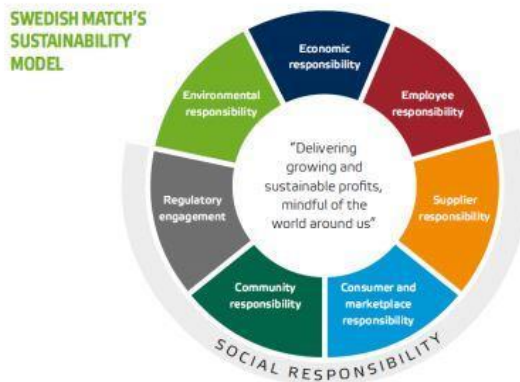 SWEDISH MATCH'S
SUSTAINABILITY
MODEL
Economic
responsibility
Employee
responsibility
Supplier
responsibility
Consumer and
marketplace
responsibility
Community
responsibility
Regulatory
engagement
Environmental
responsibility
"Delivering
growing and
sustainable profits,
mindful of the
world around us"
SOCIAL RESPONSIBILITY